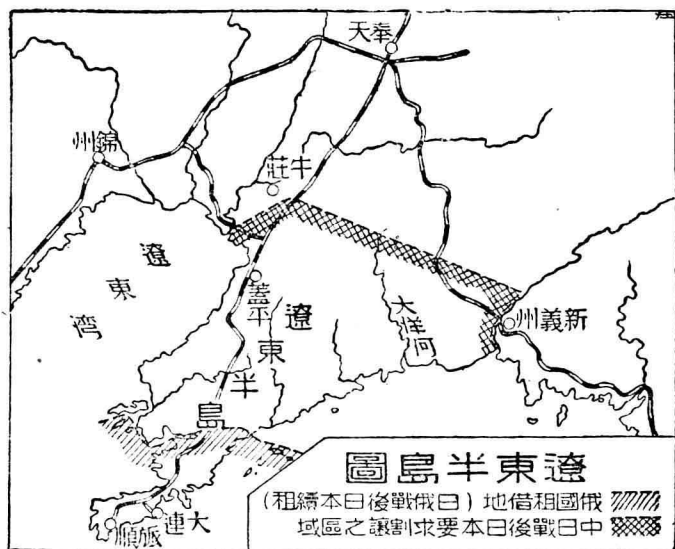 奉天
錦州
牛莊
遼東湾
蓋平
遼東半島
大洋河
新義州
大連
旅順
遼東半島圖
俄國租借地(日俄戰後日本續租)
中日戰後日本要求割讓之區域